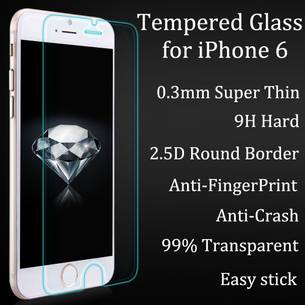 Tempered Glass
for iPhone 6
0.3mm Super Thin
9H Hard
2.5D Round Border
Anti-FingerPrint
Anti-Crash
99% Transparent
Easy stick